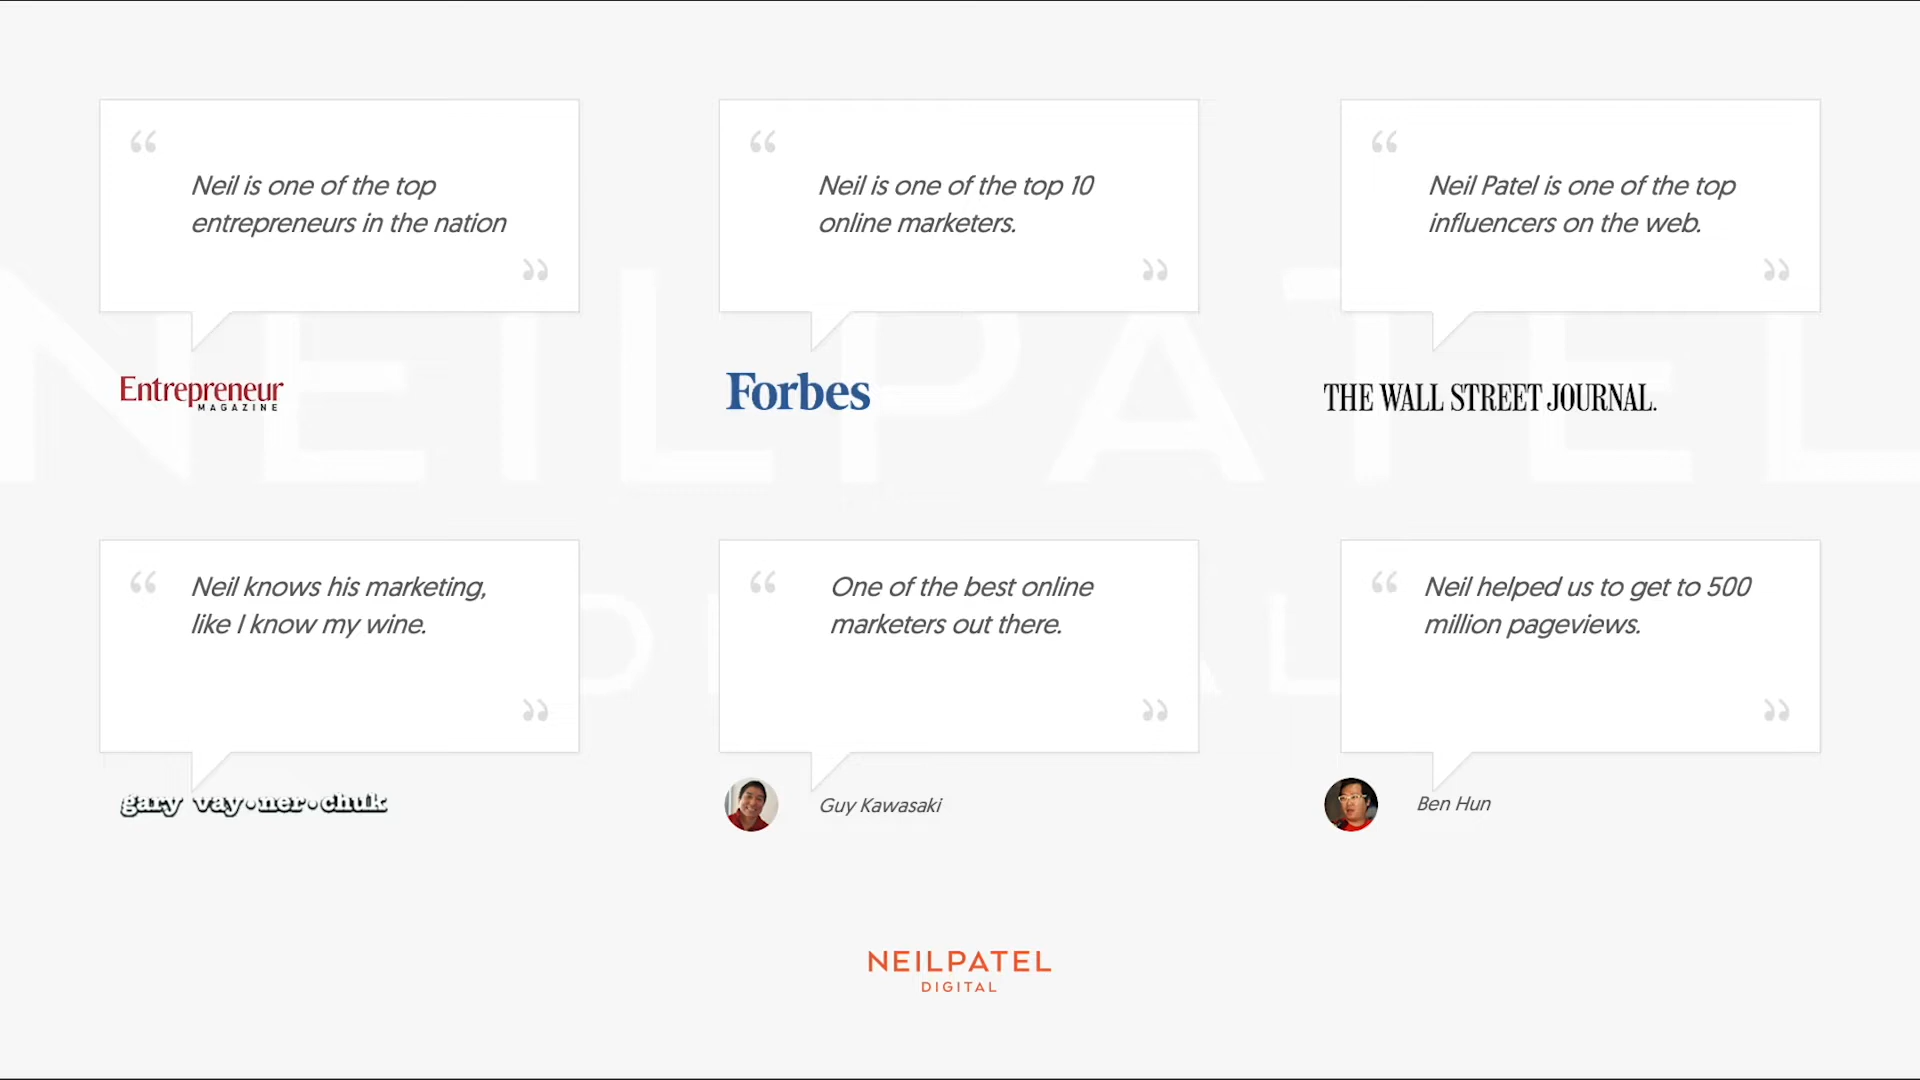 Neil is one of the top
entrepreneurs in the nation
Entrepreneur
MAGAZINE
Neil is one of the top 10
online marketers.
Forbes
Neil Patel is one of the top
influencers on the web.
THE WALL STREET JOURNAL.
Neil knows his marketing,
like I know my wine.
gary vay•ner•chuk
One of the best online
marketers out there.
Guy Kawasaki
Neil helped us to get to 500
million pageviews.
Ben Hun
NEILPATEL
DIGITAL
NEILPATEL